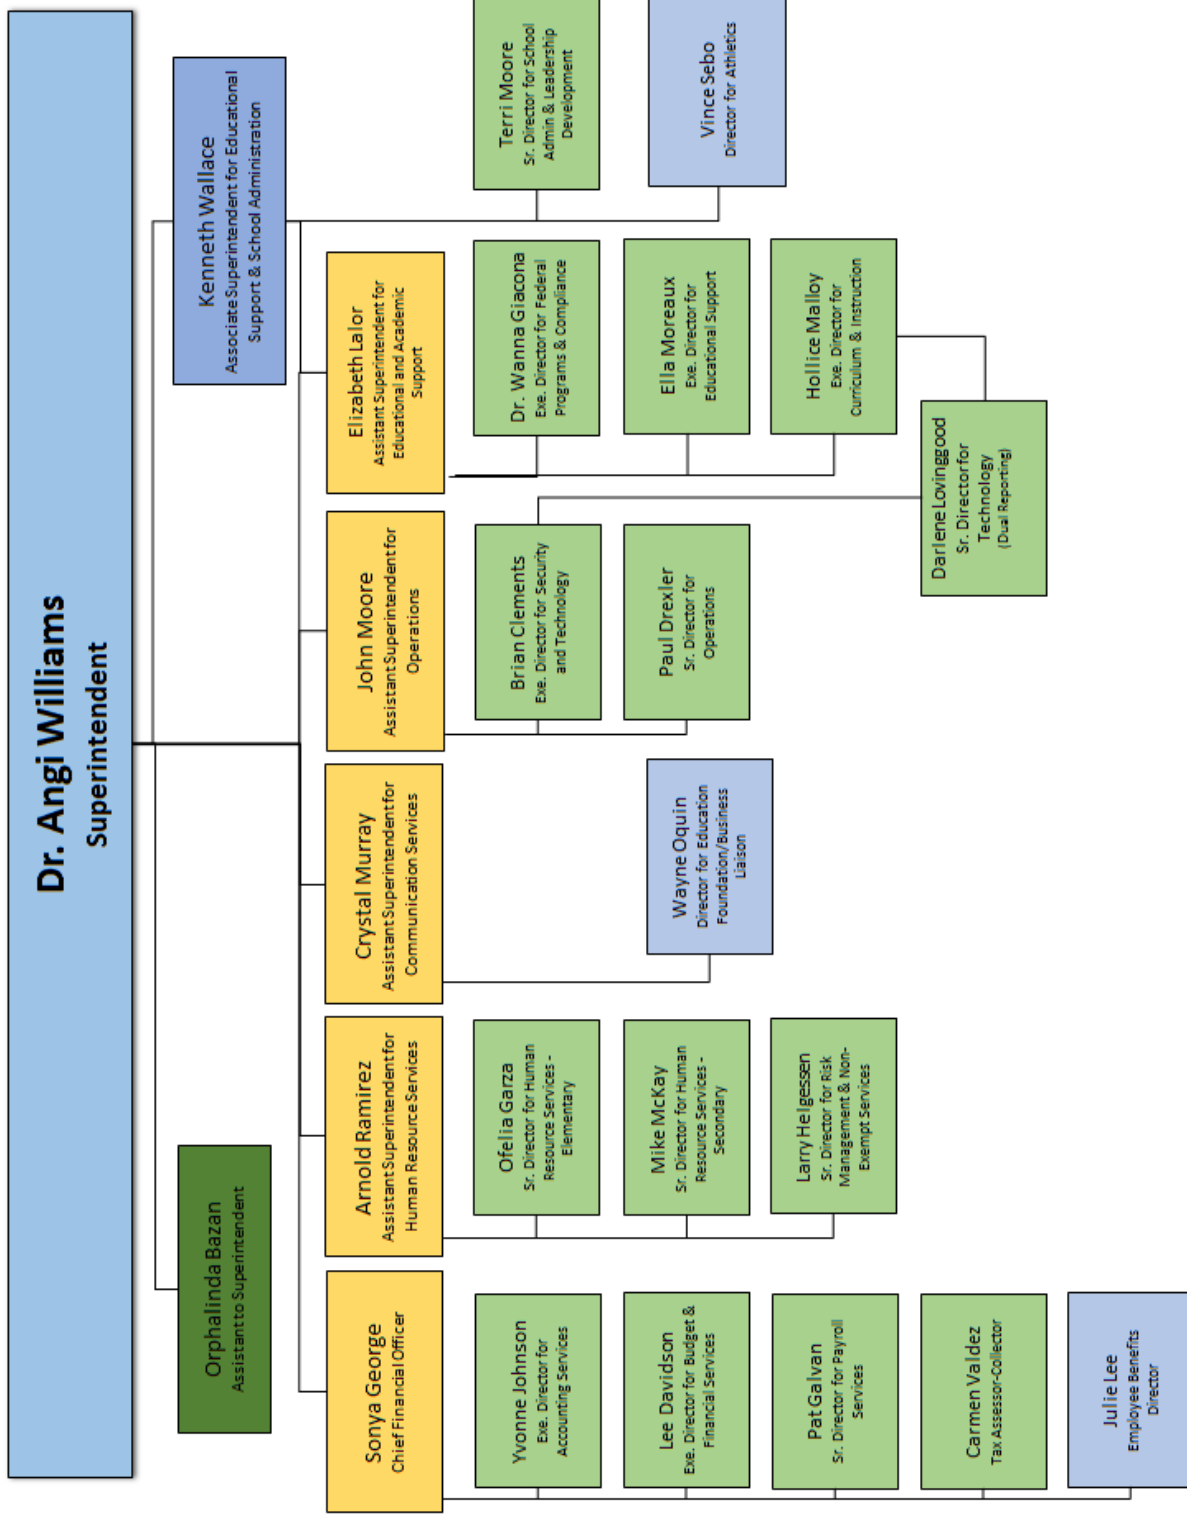 Dr. Angi Williams
Superintendent
Orphalinda Bazan
Assistant to Superintendent
Kenneth Wallace
Associate Superintendent for Educational
Support & School Administration
Sonya George
Chief Financial Officer
Arnold Ramirez
Assistant Superintendent for
Human Resource Services
Crystal Murray
Assistant Superintendent for
Communication Services
John Moore
Assistant Superintendent for
Operations
Elizabeth Lalor
Assistant Superintendent for
Educational and Academic
Support
Yvonne Johnson
Exe. Director for
Accounting Services
Lee Davidson
Exe. Director for Budget &
Financial Services
Pat Galvan
Sr. Director for Payroll
Services
Carmen Valdez
Tax Assessor-Collector
Julie Lee
Employee Benefits
Director
Ofelia Garza
Sr. Director for Human
Resource Services -
Elementary
Mike McKay
Sr. Director for Human
Resource Services -
Secondary
Larry Helgessen
Sr. Director for Risk
Management & Non-
Exempt Services
Wayne Oquin
Director for Education
Foundation/Business
Liaison
Brian Clements
Exe. Director for Security
and Technology
Paul Drexler
Sr. Director for
Operations
Dr. Wanna Giacona
Exe. Director for Federal
Programs & Compliance
Ella Moreaux
Exe. Director for
Educational Support
Hollice Malloy
Exe. Director for
Curriculum & Instruction
Darlene Lovinggood
Sr. Director for
Technology
(Dual Reporting)
Terri Moore
Sr. Director for School
Admin & Leadership
Development
Vince Sebo
Director for Athletics